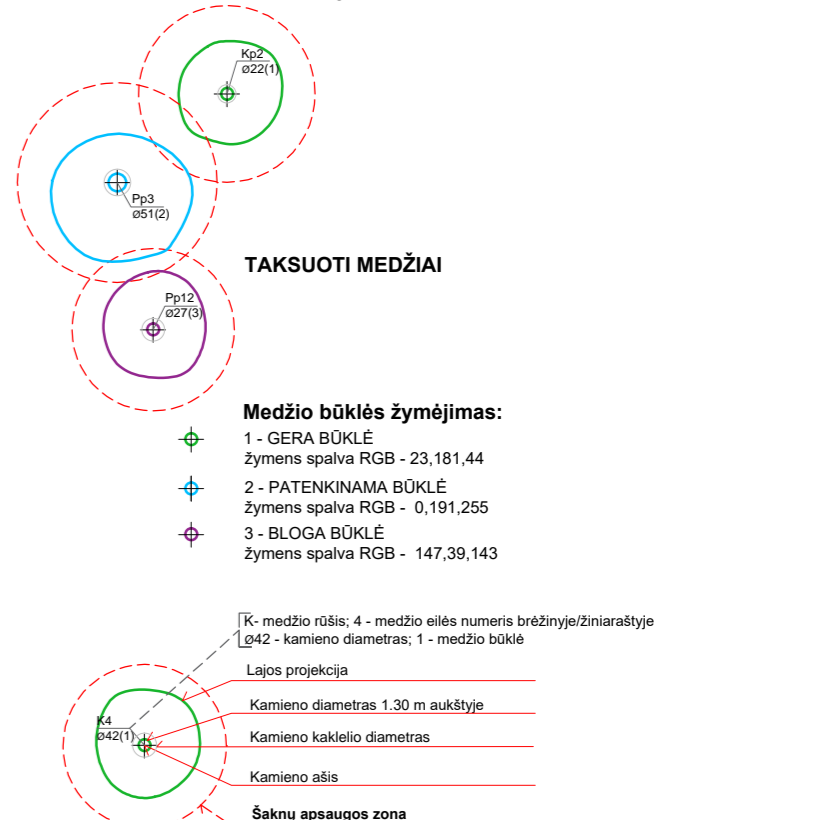 Kp2
Ø22(1)
Pp3
Ø51(2)
TAKSUOTI MEDŽIAI
Pp12
Ø27(3)
Medžio būklės žymėjimas:
1 - GERA BŪKLĖ
žymens spalva RGB - 23,181,44
2 - PATENKINAMA BŪKLĖ
žymens spalva RGB - 0,191,255
3 - BLOGA BŪKLĖ
žymens spalva RGB - 147,39,143
K- medžio rūšis; 4 - medžio eilės numeris brėžinyje/žiniaraštyje
Ø42 - kamieno diametras; 1 - medžio būklė
Lajos projekcija
Kamieno diametras 1.30 m aukštyje
K4
Ø42(1)
Kamieno kaklelio diametras
Kamieno ašis
Šaknų apsaugos zona